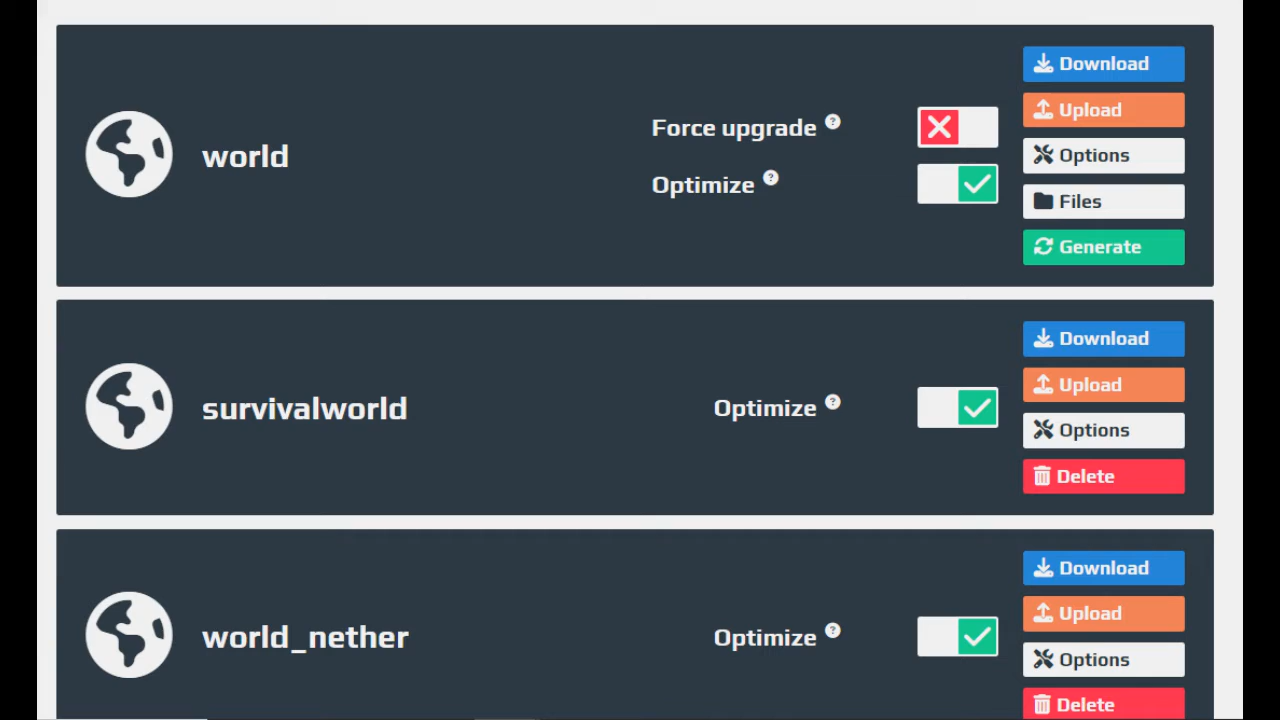 world
Force upgrade ?
Optimize ?
Download
Upload
Options
Files
Generate
survivalworld
Optimize ?
Download
Upload
Options
Delete
world_nether
Optimize ?
Download
Upload
Options
Delete